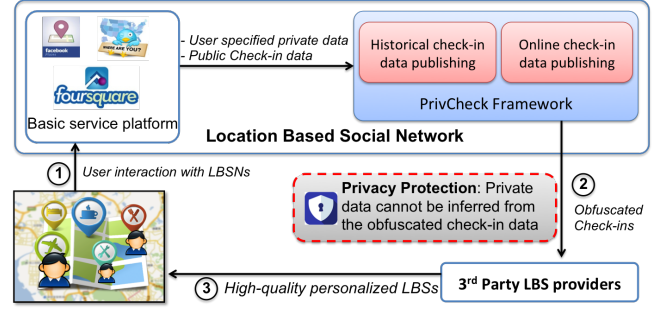 facebook
WHERE ARE YOU?
foursquare
Basic service platform
- User specified private data
- Public Check-in data
Historical check-in
data publishing
Online check-in
data publishing
PrivCheck Framework
Location Based Social Network
1
User interaction with LBSNs
Privacy Protection: Private
data cannot be inferred from
the obfuscated check-in data
2
Obfuscated
Check-ins
3
High-quality personalized LBSs
3rd Party LBS providers